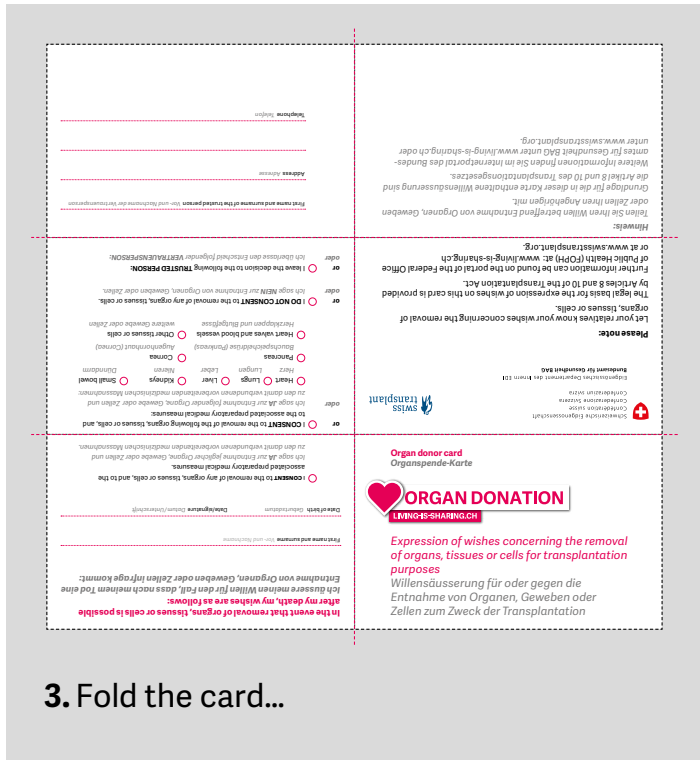 Organ donor card
Organspende-Karte
ORGAN DONATION
LIVING-IS-SHARING.CH
Expression of wishes concerning the removal
of organs, tissues or cells for transplantation
purposes
Willensäusserung für oder gegen die
Entnahme von Organen, Geweben oder
Zellen zum Zweck der Transplantation
In the event that removal of organs, tissues or cells is possible
after my death, my wishes are as follows:
Ich äussere meinen Willen für den Fall, dass nach meinem Tod eine
Entnahme von Organen, Geweben oder Zellen infrage kommt:
First name and surname Vor- und Nachname
Date of birth Geburtsdatum Date/signature Datum/Unterschrift
I CONSENT to the removal of any organs, tissues or cells, and to the
associated preparatory medical measures.
Ich sage JA zur Entnahme jeglicher Organe, Gewebe oder Zellen und
zu den damit verbundenen vorbereitenden medizinischen Massnahmen.
or I CONSENT to the removal of the following organs, tissues or cells, and
to the associated preparatory medical measures:
oder Ich sage JA zur Entnahme folgender Organe, Gewebe oder Zellen und
zu den damit verbundenen vorbereitenden medizinischen Massnahmen:
Heart Lungs Liver Kidneys Small bowel
Herz Lungen Leber Nieren Dünndarm
Pancreas Cornea
Bauchspeicheldrüse (Pankreas) Augenhornhaut (Cornea)
Heart valves and blood vessels Other tissues or cells
Herzklappen und Blutgefässe weitere Gewebe oder Zellen
or I DO NOT CONSENT to the removal of any organs, tissues or cells.
oder Ich sage NEIN zur Entnahme von Organen, Geweben oder Zellen.
or I leave the decision to the following TRUSTED PERSON:
oder Ich überlasse den Entscheid folgender VERTRAUENSPERSON:
First name and surname of the trusted person Vor- und Nachname der Vertrauensperson
Address Adresse
Telephone Telefon
Schweizerische Eidgenossenschaft
Confédération suisse
Confederazione Svizzera
Confederaziun svizra
Eidgenössisches Departement des Innern EDI
Bundesamt für Gesundheit BAG
swiss
transplant
Please note:
Let your relatives know your wishes concerning the removal of
organs, tissues or cells.
The legal basis for the expression of wishes on this card is provided
by Articles 8 and 10 of the Transplantation Act.
Further information can be found on the portal of the Federal Office
of Public Health (FOPH) at: www.living-is-sharing.ch
or at www.swisstransplant.org.
Hinweis:
Teilen Sie Ihren Willen betreffend Entnahme von Organen, Geweben
oder Zellen Ihren Angehörigen mit.
Grundlage für die in dieser Karte enthaltene Willensäusserung sind
die Artikel 8 und 10 des Transplantationsgesetzes.
Weitere Informationen finden Sie im Internetportal des Bundes-
amtes für Gesundheit BAG unter www.living-is-sharing.ch oder
unter www.swisstransplant.org.
3. Fold the card...